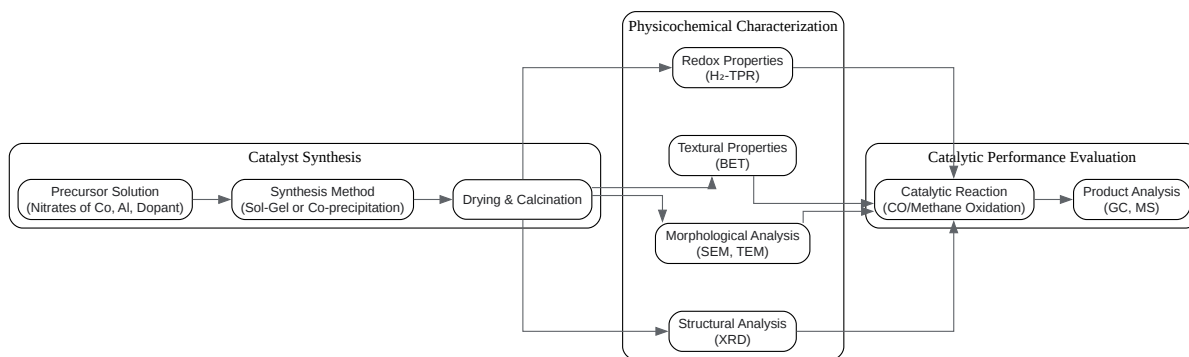 Catalyst Synthesis
Precursor Solution
(Nitrates of Co, Al, Dopant)
Synthesis Method
(Sol-Gel or Co-precipitation)
Drying & Calcination
Physicochemical Characterization
Redox Properties
(H₂-TPR)
Textural Properties
(BET)
Morphological Analysis
(SEM, TEM)
Structural Analysis
(XRD)
Catalytic Performance Evaluation
Catalytic Reaction
(CO/Methane Oxidation)
Product Analysis
(GC, MS)